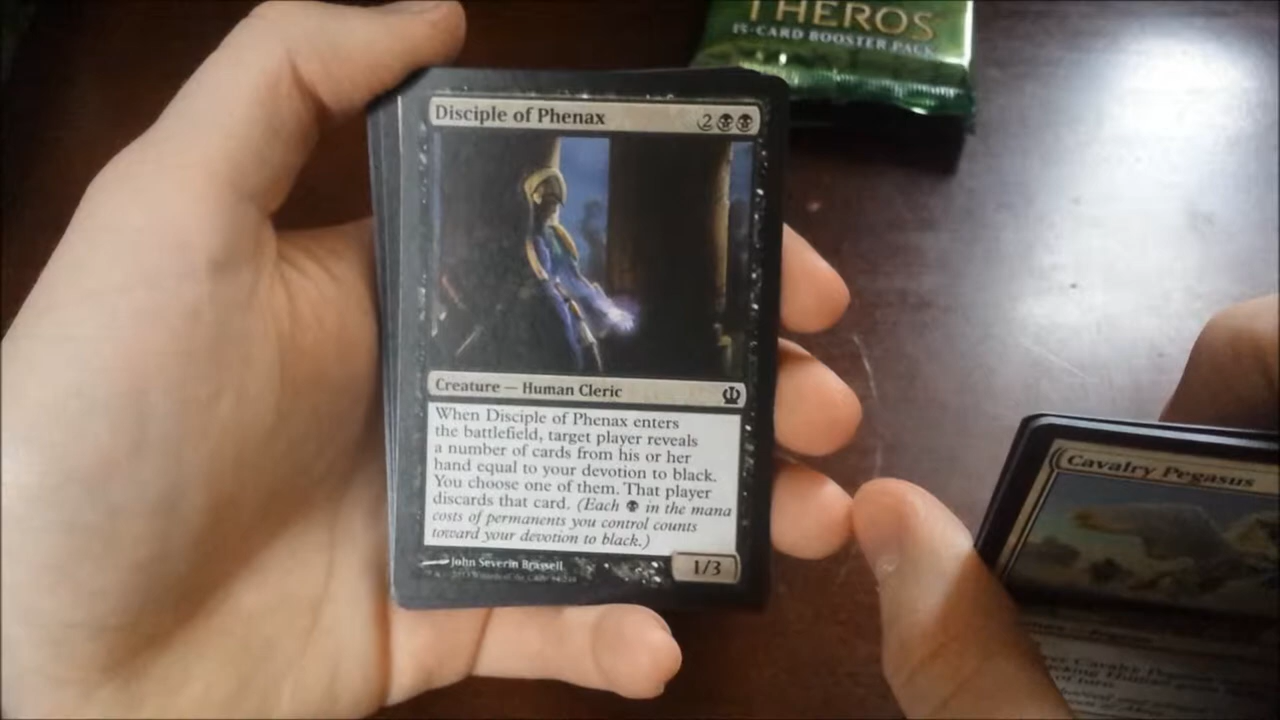 THEROS
15-CARD BOOSTER PACK
Disciple of Phenax
2
Creature — Human Cleric
When Disciple of Phenax enters
the battlefield, target player reveals
a number of cards from his or her
hand equal to your devotion to black.
You choose one of them. That player
discards that card. (Each in the mana
costs of permanents you control counts
toward your devotion to black.)
John Severin Brassell
1/3
Cavalry Pegasus